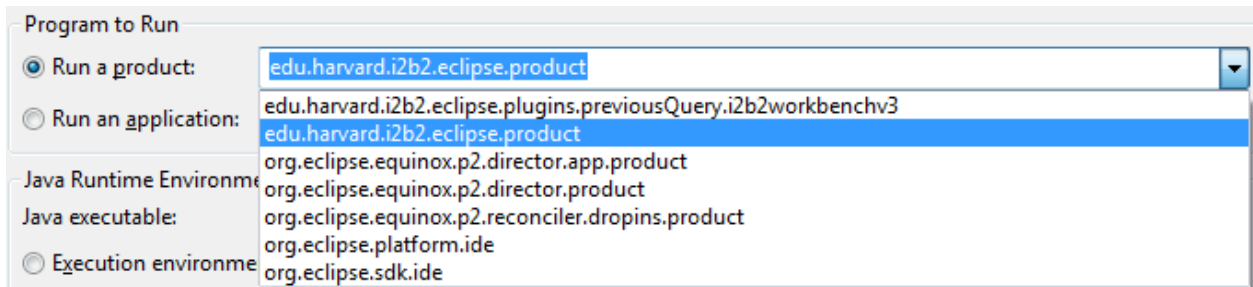 Program to Run
Run a product: edu.harvard.i2b2.eclipse.product
edu.harvard.i2b2.eclipse.plugins.previousQuery.i2b2workbenchv3
Run an application:
edu.harvard.i2b2.eclipse.product
org.eclipse.equinox.p2.director.app.product
Java Runtime Environme
org.eclipse.equinox.p2.director.product
Java executable:
org.eclipse.equinox.p2.reconciler.dropins.product
org.eclipse.platform.ide
Execution environme
org.eclipse.sdk.ide